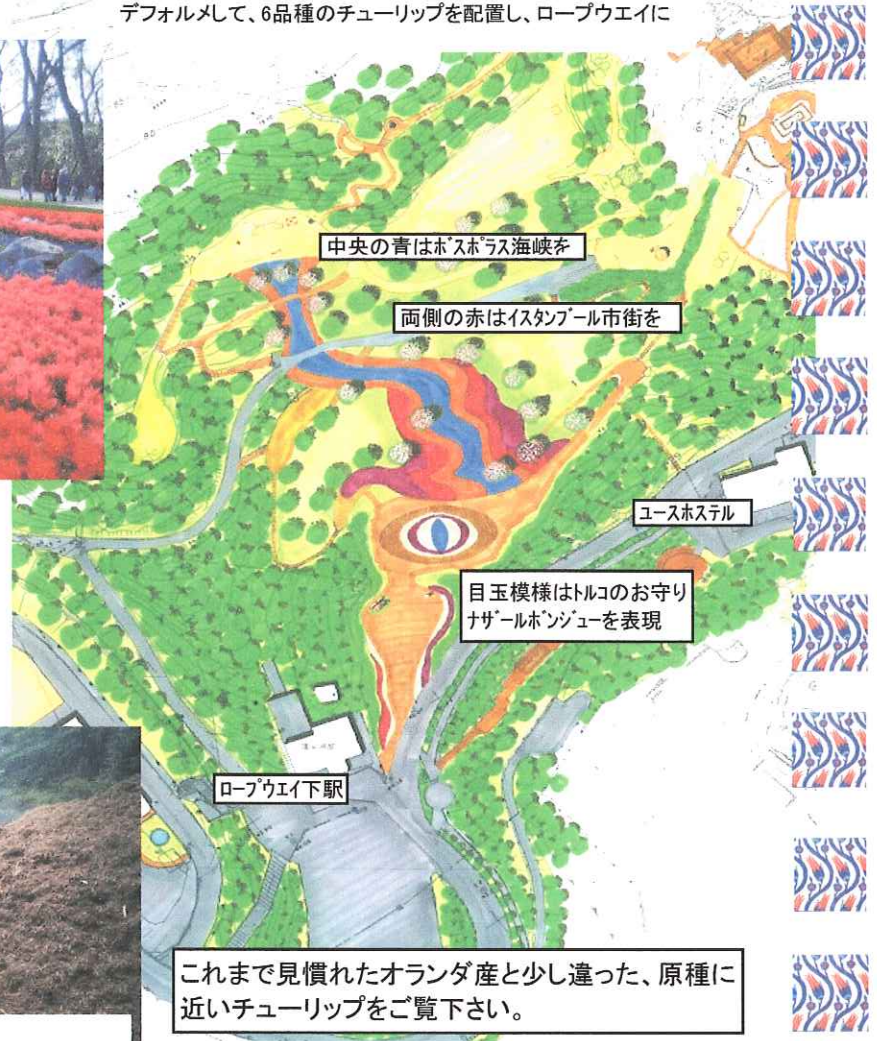 デフォルメして、6品種のチューリップを配置し、ロープウエイに
中央の青はボスポラス海峡を
両側の赤はイスタンブール市街を
ユースホステル
目玉模様はトルコのお守り
ナザールボンジューを表現
ロープウエイ下駅
これまで見慣れたオランダ産と少し違った、原種に
近いチューリップをご覧下さい。